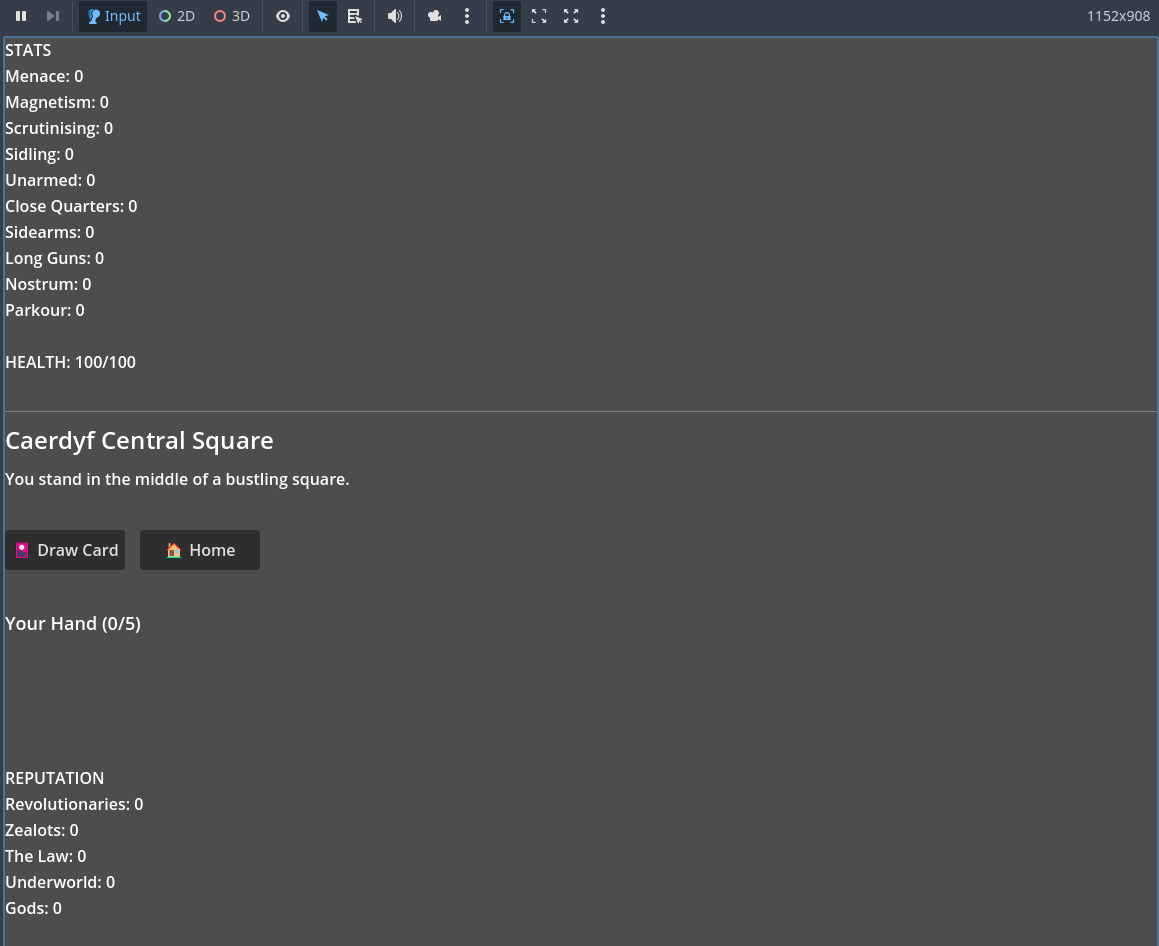 Input 2D 3D 1152x908
STATS
Menace: 0
Magnetism: 0
Scrutinising: 0
Sidling: 0
Unarmed: 0
Close Quarters: 0
Sidearms: 0
Long Guns: 0
Nostrum: 0
Parkour: 0
HEALTH: 100/100
Caerdyf Central Square
You stand in the middle of a bustling square.
Draw Card Home
Your Hand (0/5)
REPUTATION
Revolutionaries: 0
Zealots: 0
The Law: 0
Underworld: 0
Gods: 0